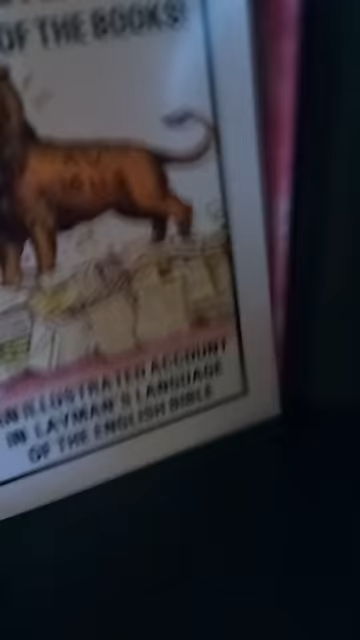 OF THE BOOKS!
AN ILLUSTRATED ACCOUNT
IN LAYMAN'S LANGUAGE
OF THE ENGLISH BIBLE